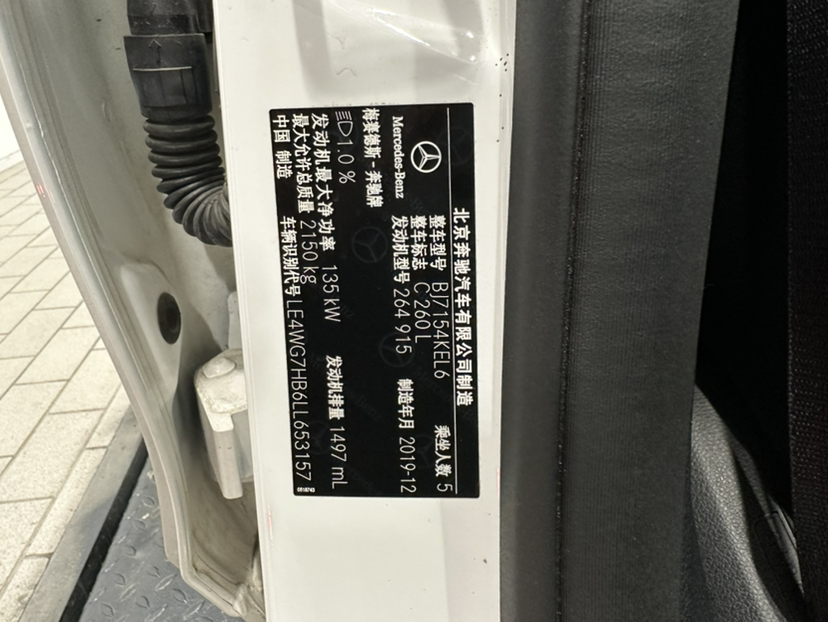 北京奔驰汽车有限公司制造
Mercedes-Benz
梅赛德斯-奔驰牌
整车型号 BJ7154KEL6 乘坐人数 5
整车标志 C 260 L
发动机型号 264 915 制造年月 2019-12
1.0 %
发动机最大净功率 135 kW 发动机排量 1497 mL
最大允许总质量 2150 kg
中国 制造 车辆识别代号 LE4WG7HB6LL653157